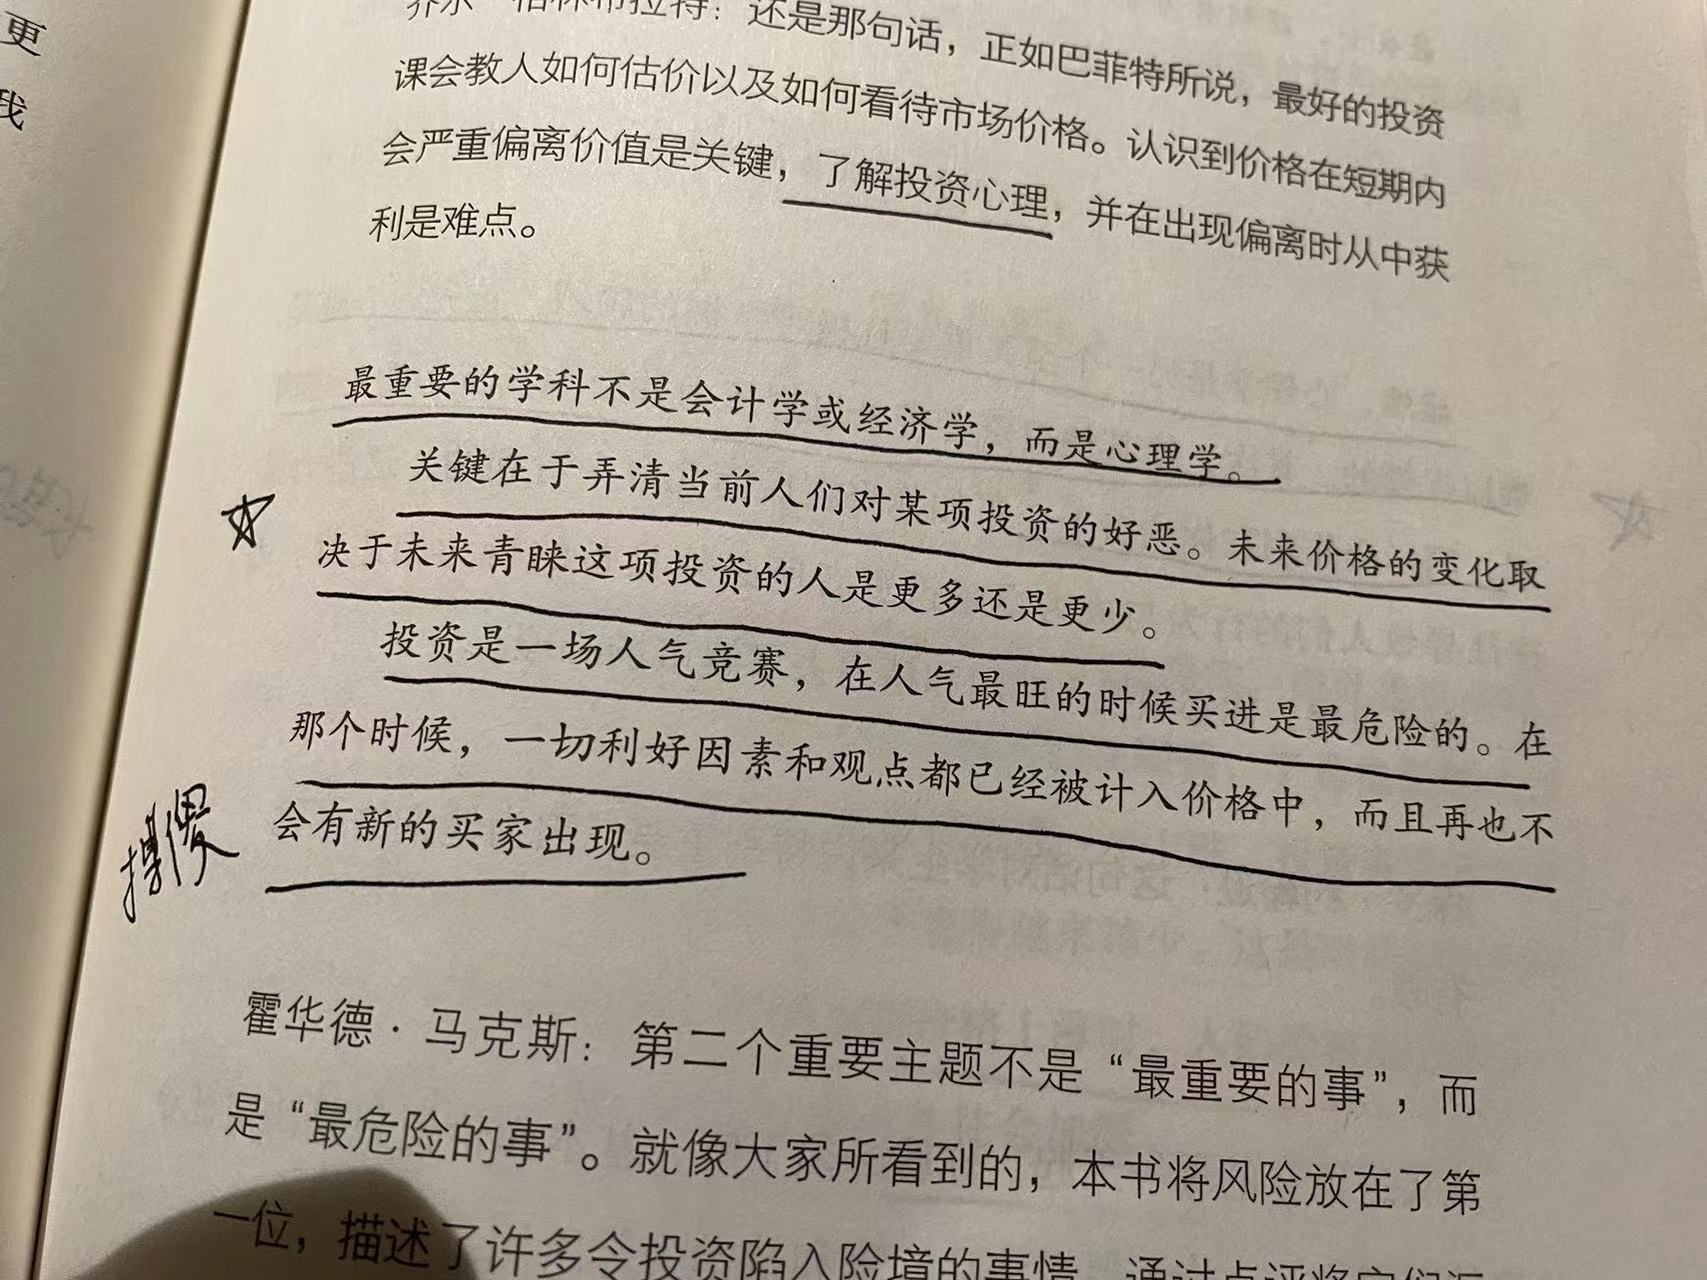 更
我
乔尔·格林布拉特：还是那句话，正如巴菲特所说，最好的投资
课会教人如何估价以及如何看待市场价格。认识到价格在短期内
会严重偏离价值是关键，了解投资心理，并在出现偏离时从中获
利是难点。
最重要的学科不是会计学或经济学，而是心理学。
关键在于弄清当前人们对某项投资的好恶。未来价格的变化取
决于未来青睐这项投资的人是更多还是更少。
投资是一场人气竞赛，在人气最旺的时候买进是最危险的。在
那个时候，一切利好因素和观点都已经被计入价格中，而且再也不
会有新的买家出现。
博傻
霍华德·马克斯：第二个重要主题不是“最重要的事”，而
是“最危险的事”。就像大家所看到的，本书将风险放在了第
一位，描述了许多令投资陷入险境的事情，通过点评将它们